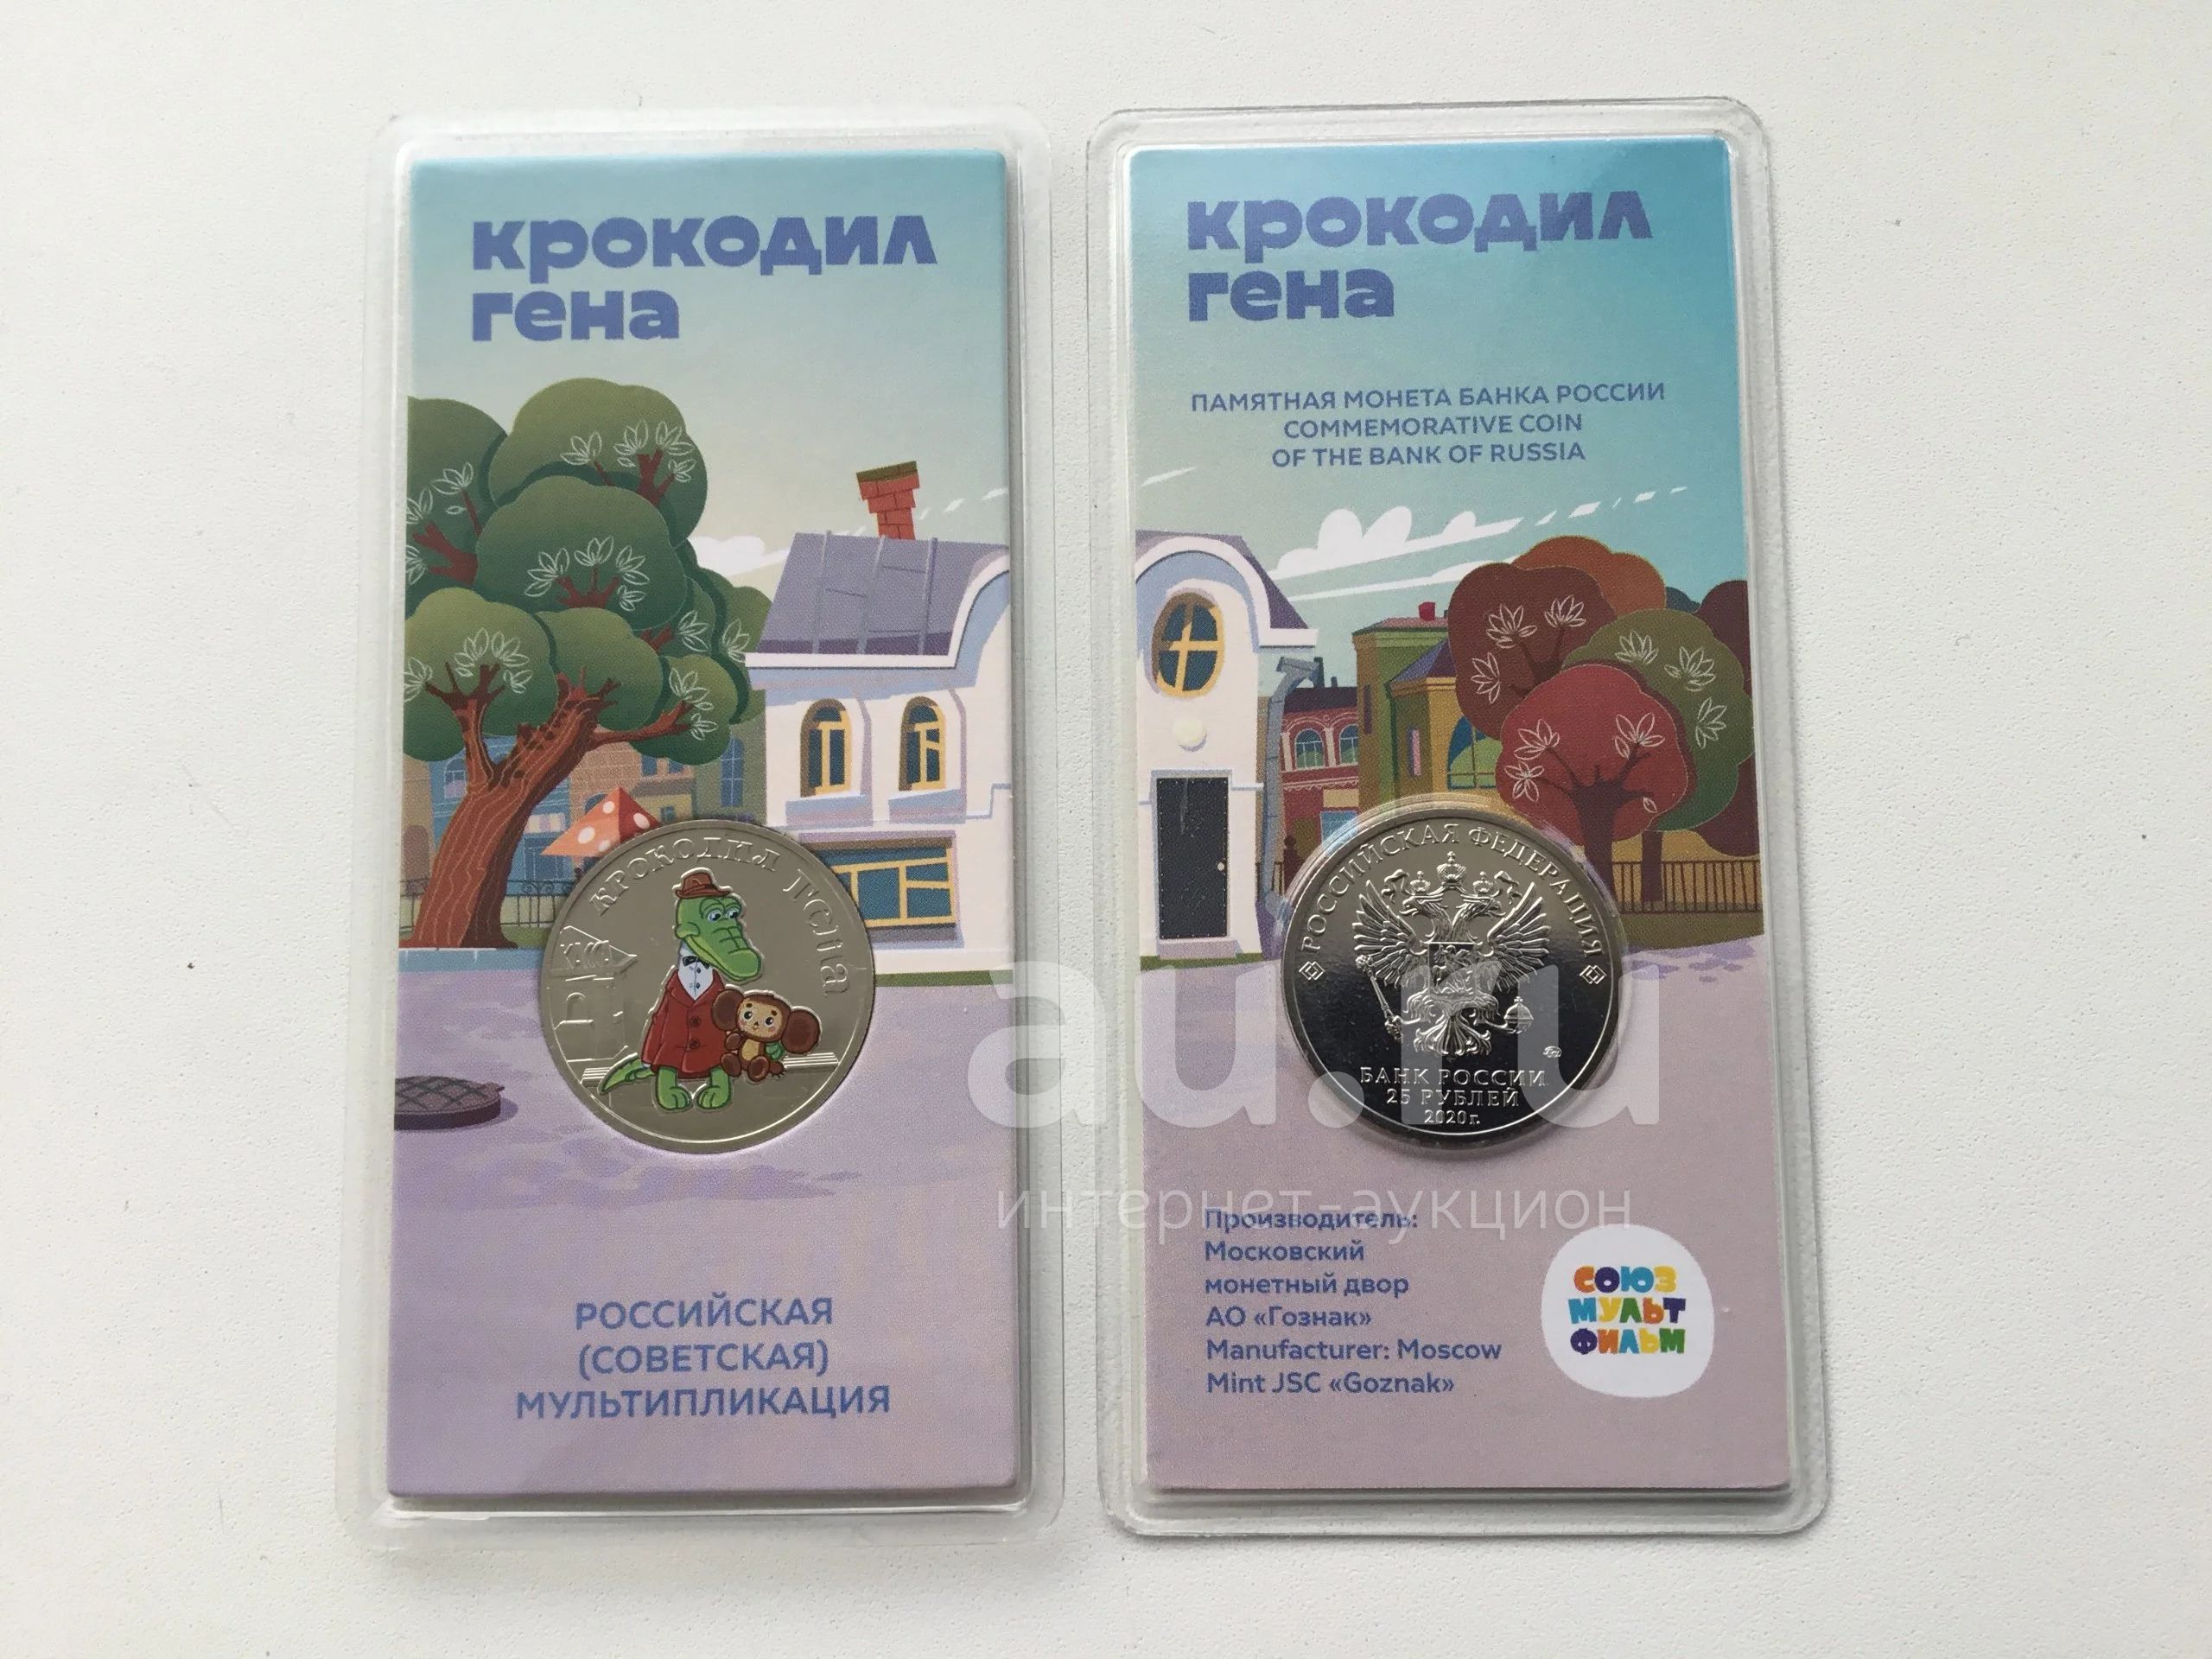 крокодил
гена
КРОКОДИЛ ГЕНА
РОССИЙСКАЯ
(СОВЕТСКАЯ)
МУЛЬТИПЛИКАЦИЯ
крокодил
гена
ПАМЯТНАЯ МОНЕТА БАНКА РОССИИ
COMMEMORATIVE COIN
OF THE BANK OF RUSSIA
РОССИЙСКАЯ ФЕДЕРАЦИЯ
БАНК РОССИИ
25 РУБЛЕЙ
2020 г.
au.ru
интернет-аукцион
Производитель:
Московский
монетный двор
АО «Гознак»
Manufacturer: Moscow
Mint JSC «Goznak»
СОЮЗ
МУЛЬТ
ФИЛЬМ